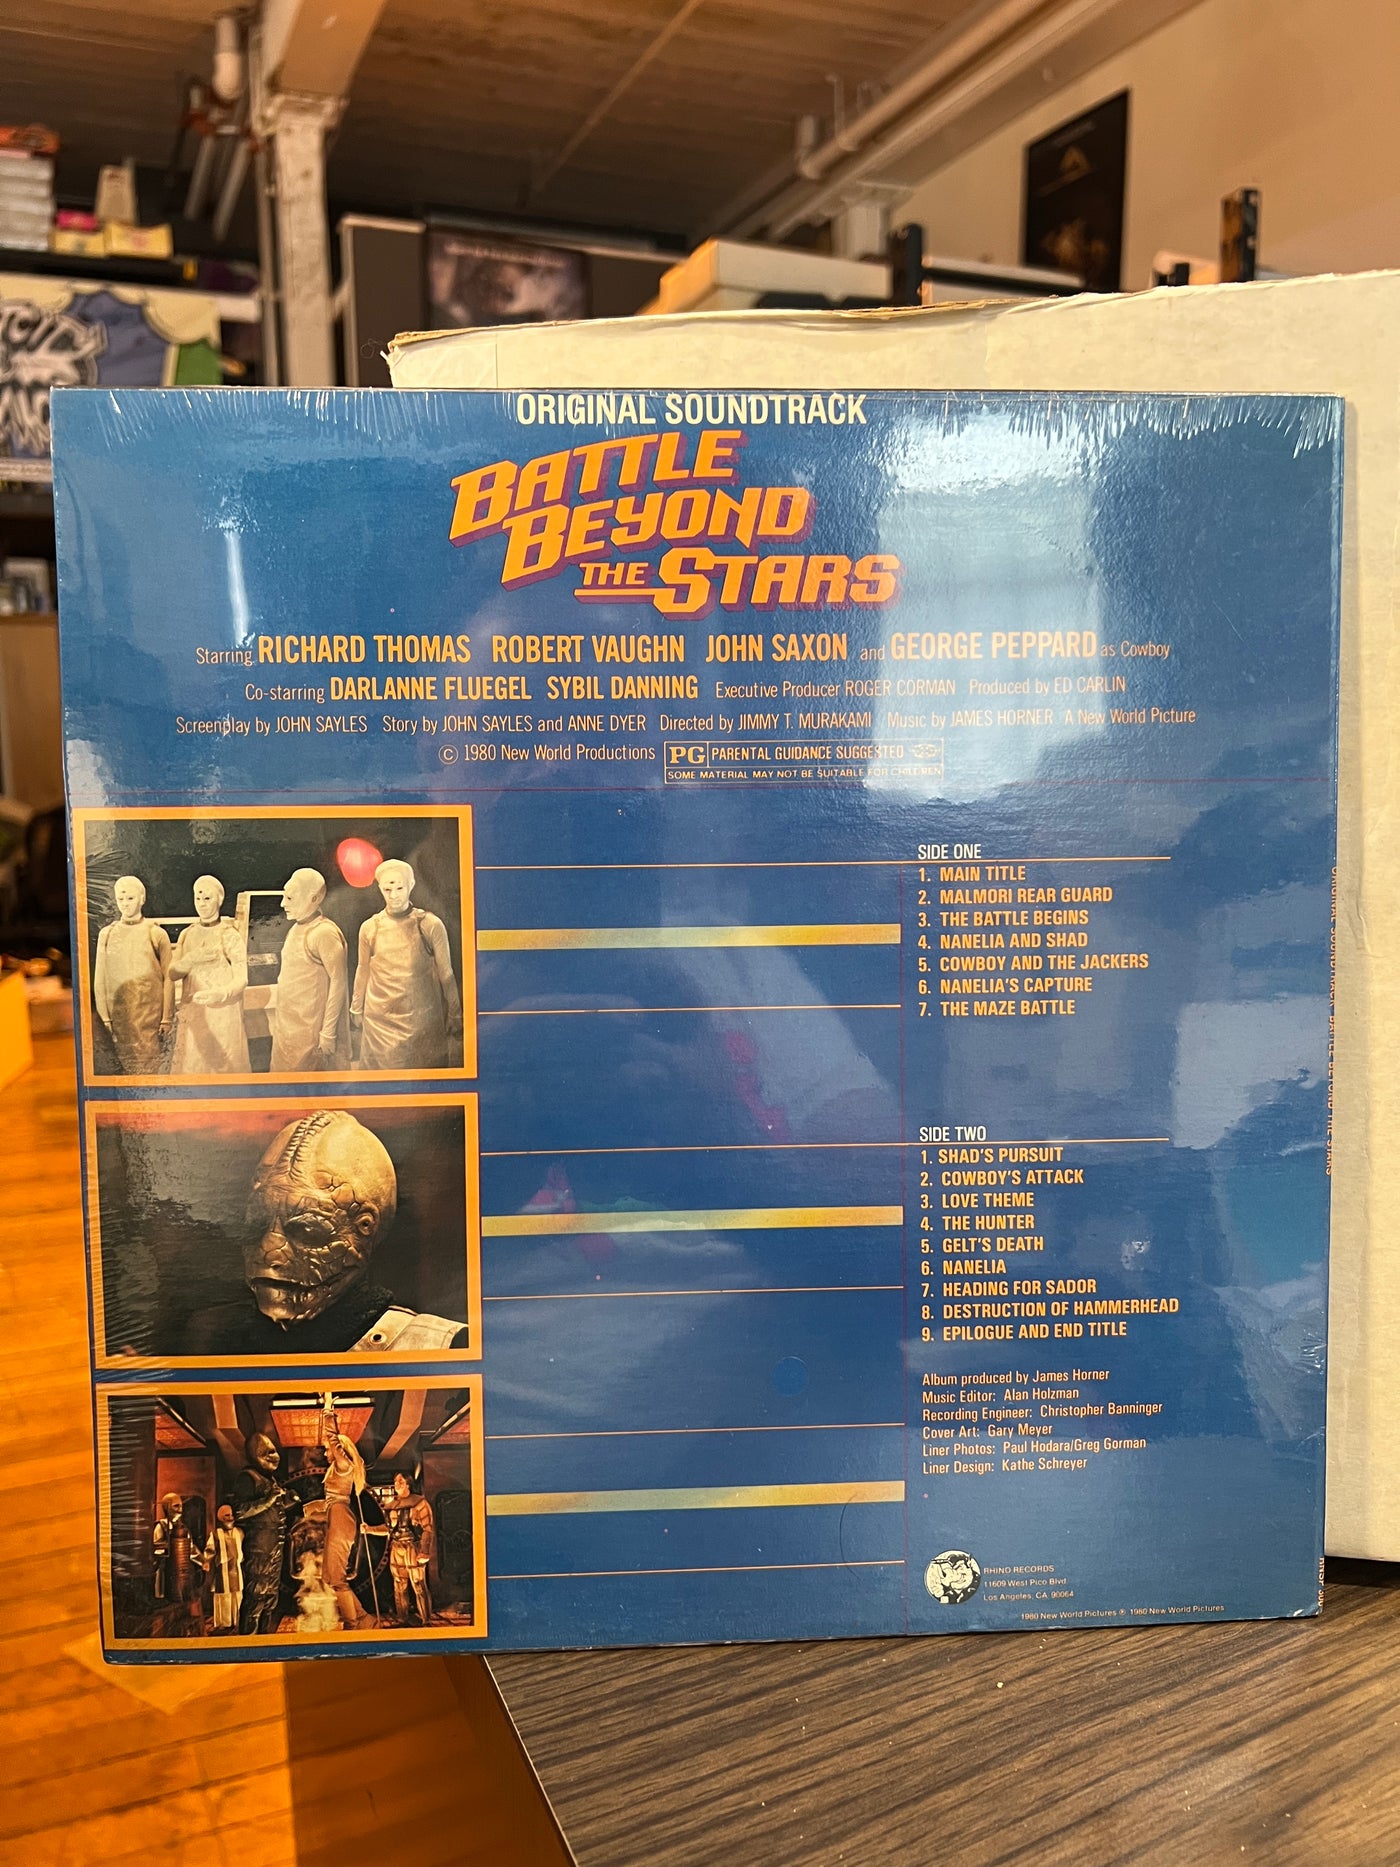 ORIGINAL SOUNDTRACK
BATTLE
BEYOND
THE STARS
Starring RICHARD THOMAS ROBERT VAUGHN JOHN SAXON and GEORGE PEPPARD as Cowboy
Co-starring DARLANNE FLUEGEL SYBIL DANNING Executive Producer ROGER CORMAN Produced by ED CARLIN
Screenplay by JOHN SAYLES Story by JOHN SAYLES and ANNE DYER Directed by JIMMY T. MURAKAMI Music by JAMES HORNER A New World Picture
© 1980 New World Productions PG PARENTAL GUIDANCE SUGGESTED
SOME MATERIAL MAY NOT BE SUITABLE FOR CHILDREN
SIDE ONE
1. MAIN TITLE
2. MALMORI REAR GUARD
3. THE BATTLE BEGINS
4. NANELIA AND SHAD
5. COWBOY AND THE JACKERS
6. NANELIA'S CAPTURE
7. THE MAZE BATTLE
SIDE TWO
1. SHAD'S PURSUIT
2. COWBOY'S ATTACK
3. LOVE THEME
4. THE HUNTER
5. GELT'S DEATH
6. NANELIA
7. HEADING FOR SADOR
8. DESTRUCTION OF HAMMERHEAD
9. EPILOGUE AND END TITLE
Album produced by James Horner
Music Editor: Alan Holzman
Recording Engineer: Christopher Banninger
Cover Art: Gary Meyer
Liner Photos: Paul Hodara/Greg Gorman
Liner Design: Kathe Schreyer
RHINO RECORDS
11609 West Pico Blvd
Los Angeles, CA 90064
1980 New World Pictures ℗ 1980 New World Pictures
ORIGINAL SOUNDTRACK BATTLE BEYOND THE STARS